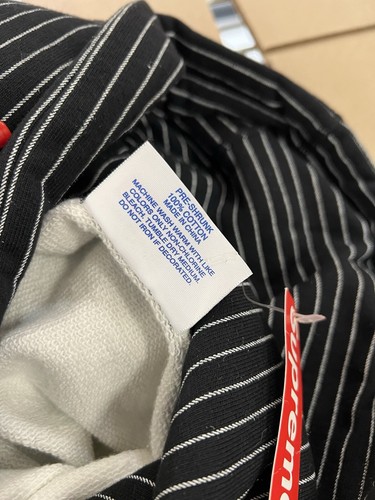 PRE-SHRUNK
100% COTTON
MADE IN CHINA
MACHINE WASH WARM WITH LIKE
COLORS ONLY NON-CHLORINE
BLEACH. TUMBLE DRY MEDIUM.
DO NOT IRON IF DECORATED.
Supreme